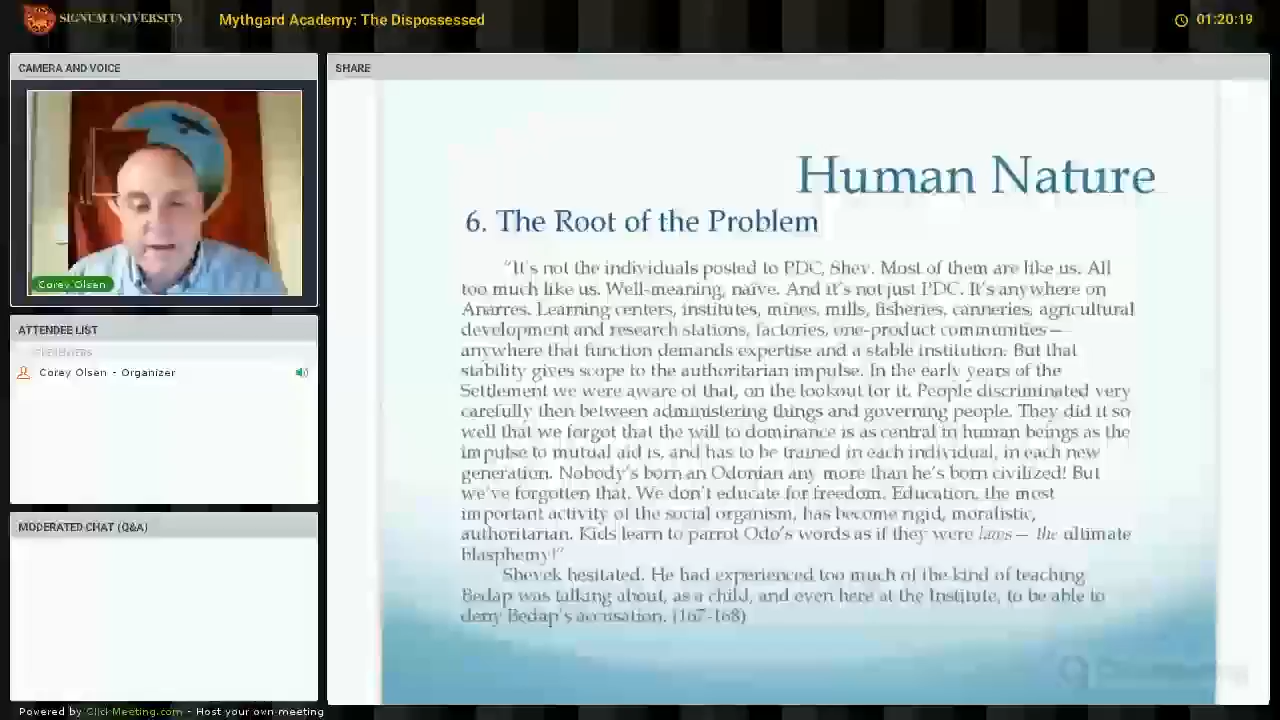 SIGNUM UNIVERSITY
Mythgard Academy: The Dispossessed
01:20:19
CAMERA AND VOICE
Corey Olsen
ATTENDEE LIST
Corey Olsen - Organizer
MODERATED CHAT (Q&A)
Powered by ClickMeeting.com - Host your own meeting
SHARE
Human Nature
6. The Root of the Problem
"It's not the individuals posted to PDC, Shev. Most of them are like us. All
too much like us. Well-meaning, naïve. And it's not just PDC. It's anywhere on
Anarres. Learning centers, institutes, mines, mills, fisheries, canneries, agricultural
development and research stations, factories, one-product communities—
anywhere that function demands expertise and a stable institution. But that
stability gives scope to the authoritarian impulse. In the early years of the
Settlement we were aware of that, on the lookout for it. People discriminated very
carefully then between administering things and governing people. They did it so
well that we forgot that the will to dominance is as central in human beings as the
impulse to mutual aid is, and has to be trained in each individual, in each new
generation. Nobody's born an Odonian any more than he's born civilized! But
we've forgotten that. We don't educate for freedom. Education, the most
important activity of the social organism, has become rigid, moralistic,
authoritarian. Kids learn to parrot Odo's words as if they were laws— the ultimate
blasphemy!"
Shevek hesitated. He had experienced too much of the kind of teaching
Bedap was talking about, as a child, and even here at the Institute, to be able to
deny Bedap's accusation. (167-168)